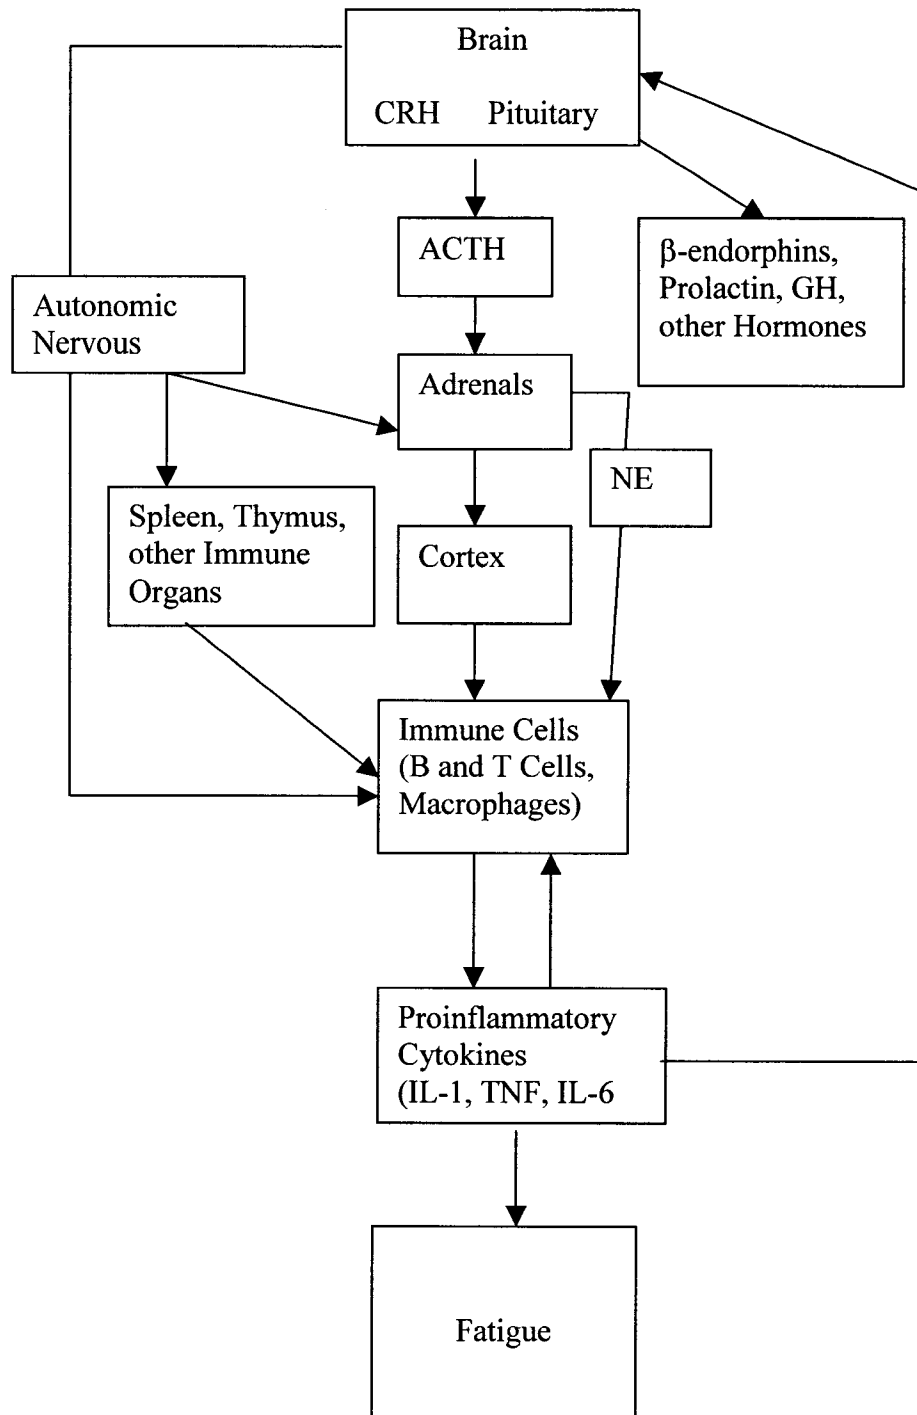 Brain
CRH Pituitary
ACTH
β-endorphins,
Prolactin, GH,
other Hormones
Autonomic
Nervous
Adrenals
NE
Spleen, Thymus,
other Immune
Organs
Cortex
Immune Cells
(B and T Cells,
Macrophages)
Proinflammatory
Cytokines
(IL-1, TNF, IL-6
Fatigue